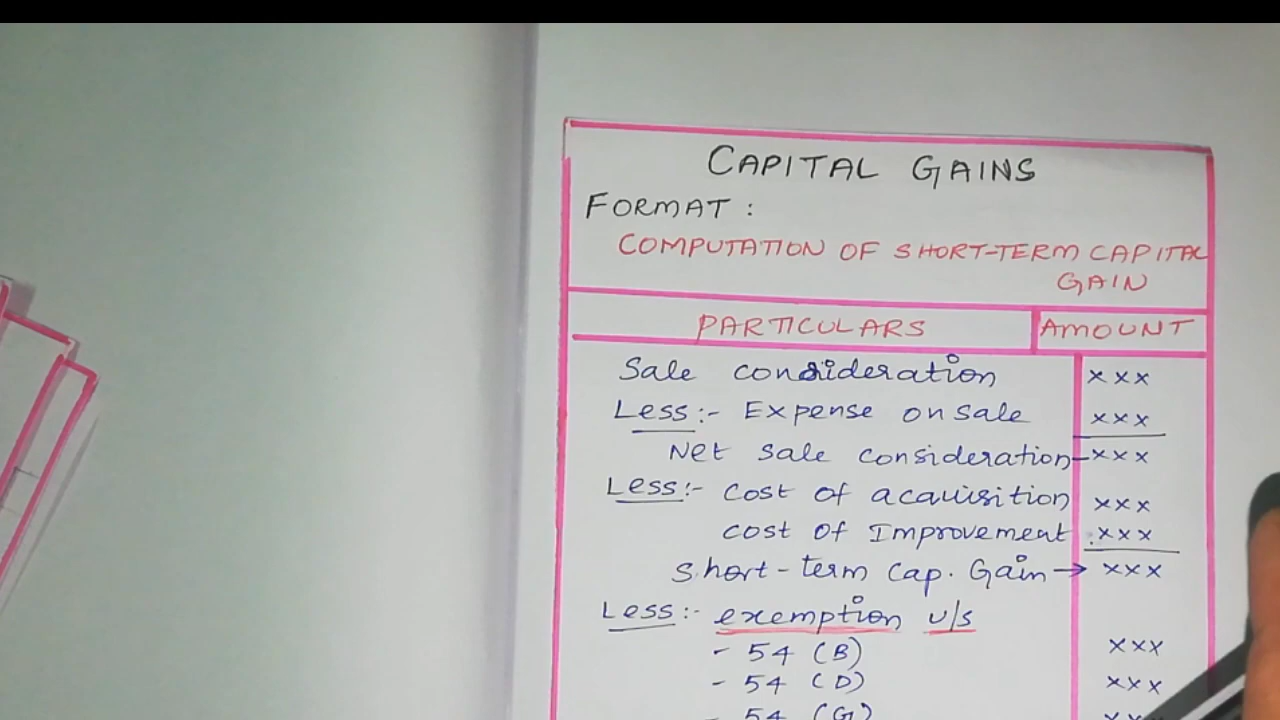 CAPITAL GAINS
FORMAT :
COMPUTATION OF SHORT-TERM CAPITAL
GAIN
PARTICULARS AMOUNT
Sale consideration xxx
Less:- Expense on sale xxx
Net sale consideration xxx
Less:- cost of acquisition xxx
cost of Improvement xxx
Short-term Cap. Gain → xxx
Less:- exemption u/s
- 54 (B) xxx
- 54 (D) xxx
- 54 (G) xx